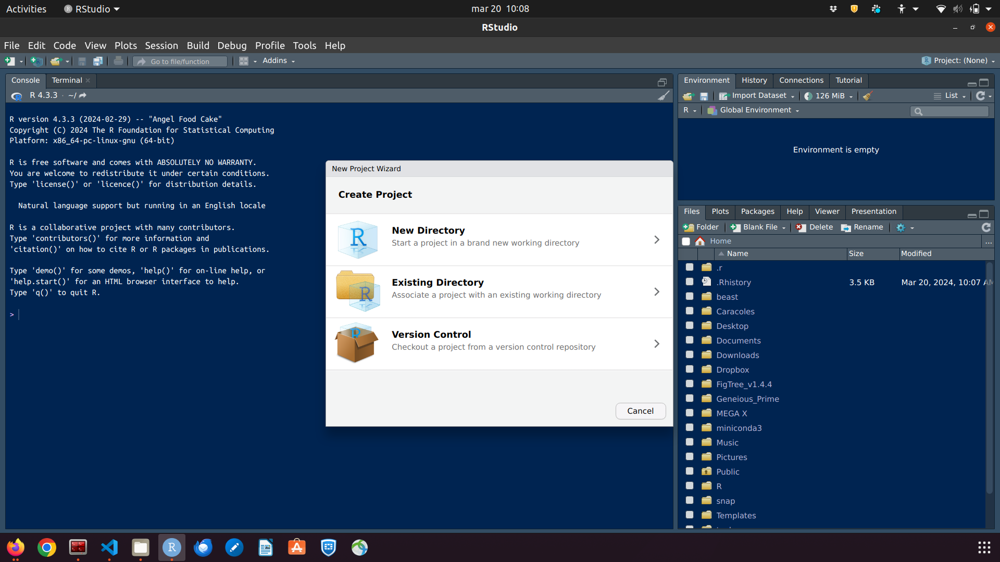 Activities
RStudio
mar 20 10:08
RStudio
File Edit Code View Plots Session Build Debug Profile Tools Help
Go to file/function
Addins
Project: (None)
Console
Terminal
R 4.3.3 · ~/
R version 4.3.3 (2024-02-29) -- "Angel Food Cake"
Copyright (C) 2024 The R Foundation for Statistical Computing
Platform: x86_64-pc-linux-gnu (64-bit)
R is free software and comes with ABSOLUTELY NO WARRANTY.
You are welcome to redistribute it under certain conditions.
Type 'license()' or 'licence()' for distribution details.
Natural language support but running in an English locale
R is a collaborative project with many contributors.
Type 'contributors()' for more information and
'citation()' on how to cite R or R packages in publications.
Type 'demo()' for some demos, 'help()' for on-line help, or
'help.start()' for an HTML browser interface to help.
Type 'q()' to quit R.
>
New Project Wizard
Create Project
New Directory
Start a project in a brand new working directory
Existing Directory
Associate a project with an existing working directory
Version Control
Checkout a project from a version control repository
Cancel
Environment History Connections Tutorial
Import Dataset
126 MiB
List
R
Global Environment
Environment is empty
Files Plots Packages Help Viewer Presentation
Folder
Blank File
Delete
Rename
Home
...
Name Size Modified
.r
.Rhistory 3.5 KB Mar 20, 2024, 10:07 AM
beast
Caracoles
Desktop
Documents
Downloads
Dropbox
FigTree_v1.4.4
Geneious_Prime
MEGA X
miniconda3
Music
Pictures
Public
R
snap
Templates